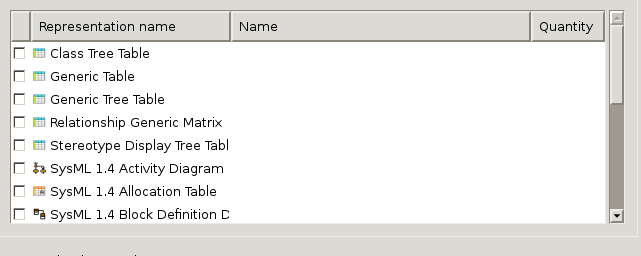 Representation name Name Quantity
Class Tree Table
Generic Table
Generic Tree Table
Relationship Generic Matrix
Stereotype Display Tree Tabl
SysML 1.4 Activity Diagram
SysML 1.4 Allocation Table
SysML 1.4 Block Definition D